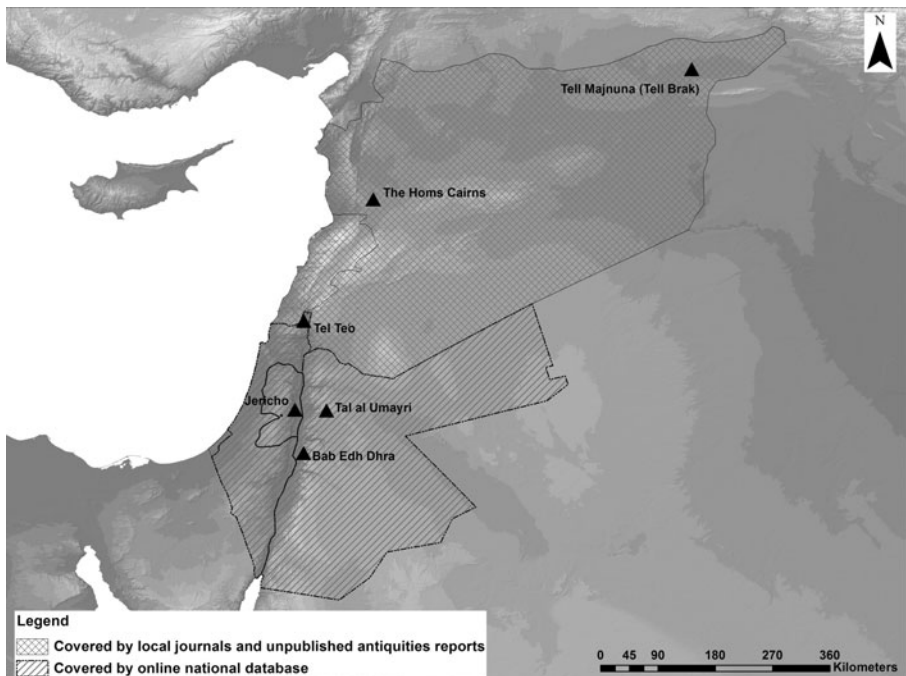 N
Tell Majnuna (Tell Brak)
The Homs Cairns
Tel Teo
Jericho
Tal al Umayri
Bab Edh Dhra
Legend
Covered by local journals and unpublished antiquities reports
Covered by online national database
0 45 90 180 270 360
Kilometers